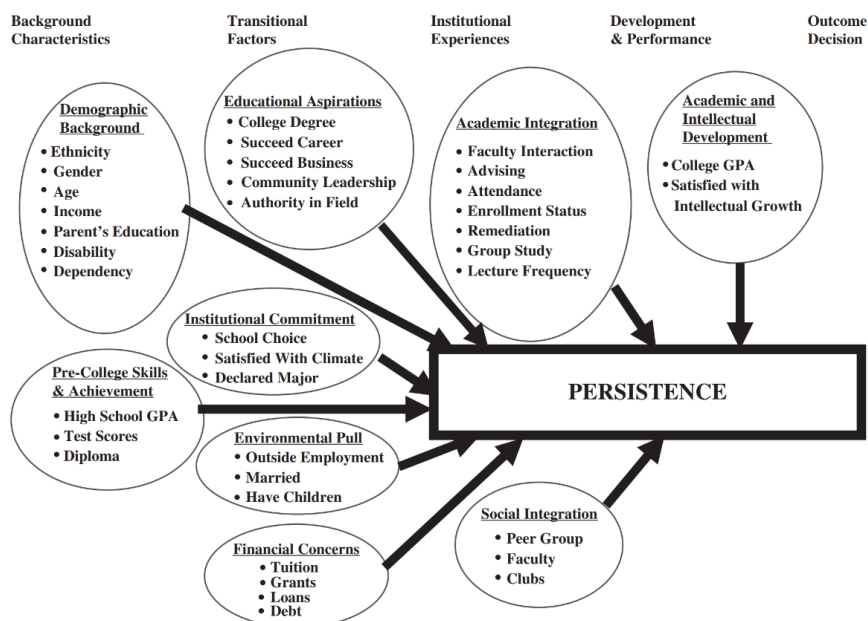 Background
Characteristics
Transitional
Factors
Institutional
Experiences
Development
& Performance
Outcome
Decision
Demographic
Background
• Ethnicity
• Gender
• Age
• Income
• Parent's Education
• Disability
• Dependency
Educational Aspirations
• College Degree
• Succeed Career
• Succeed Business
• Community Leadership
• Authority in Field
Academic Integration
• Faculty Interaction
• Advising
• Attendance
• Enrollment Status
• Remediation
• Group Study
• Lecture Frequency
Academic and
Intellectual
Development
• College GPA
• Satisfied with
Intellectual Growth
Institutional Commitment
• School Choice
• Satisfied With Climate
• Declared Major
Pre-College Skills
& Achievement
• High School GPA
• Test Scores
• Diploma
PERSISTENCE
Environmental Pull
• Outside Employment
• Married
• Have Children
Financial Concerns
• Tuition
• Grants
• Loans
• Debt
Social Integration
• Peer Group
• Faculty
• Clubs